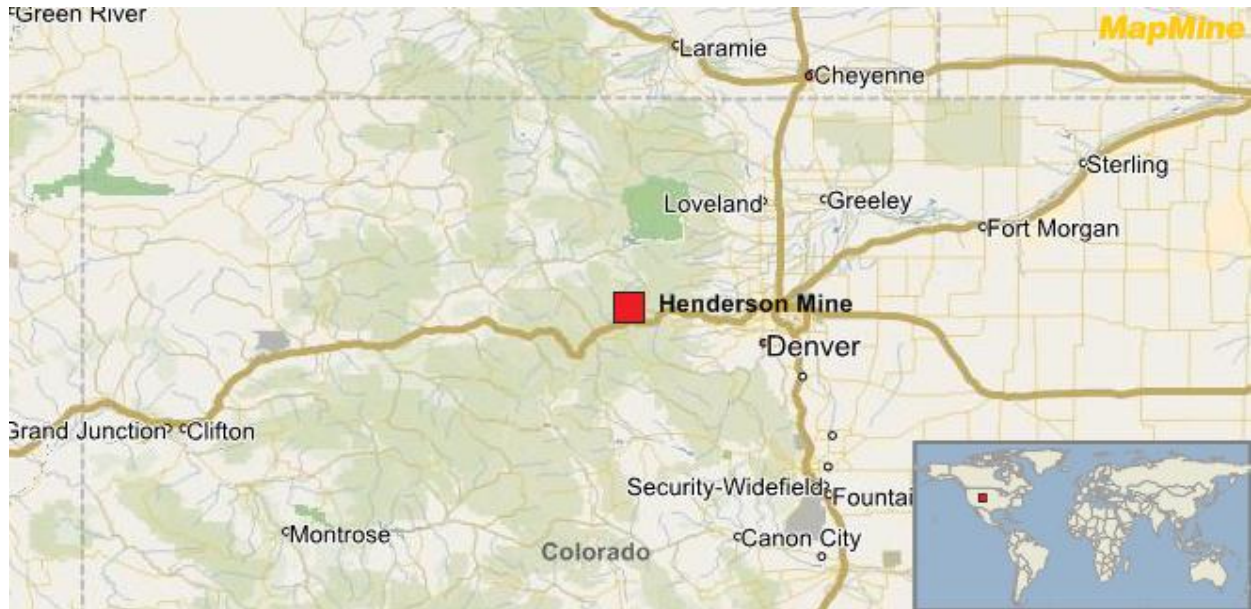 Green River
MapMine
Laramie
Cheyenne
Sterling
Loveland
Greeley
Fort Morgan
Henderson Mine
Denver
Grand Junction
Clifton
Security-Widefield
Fountai
Montrose
Canon City
Colorado